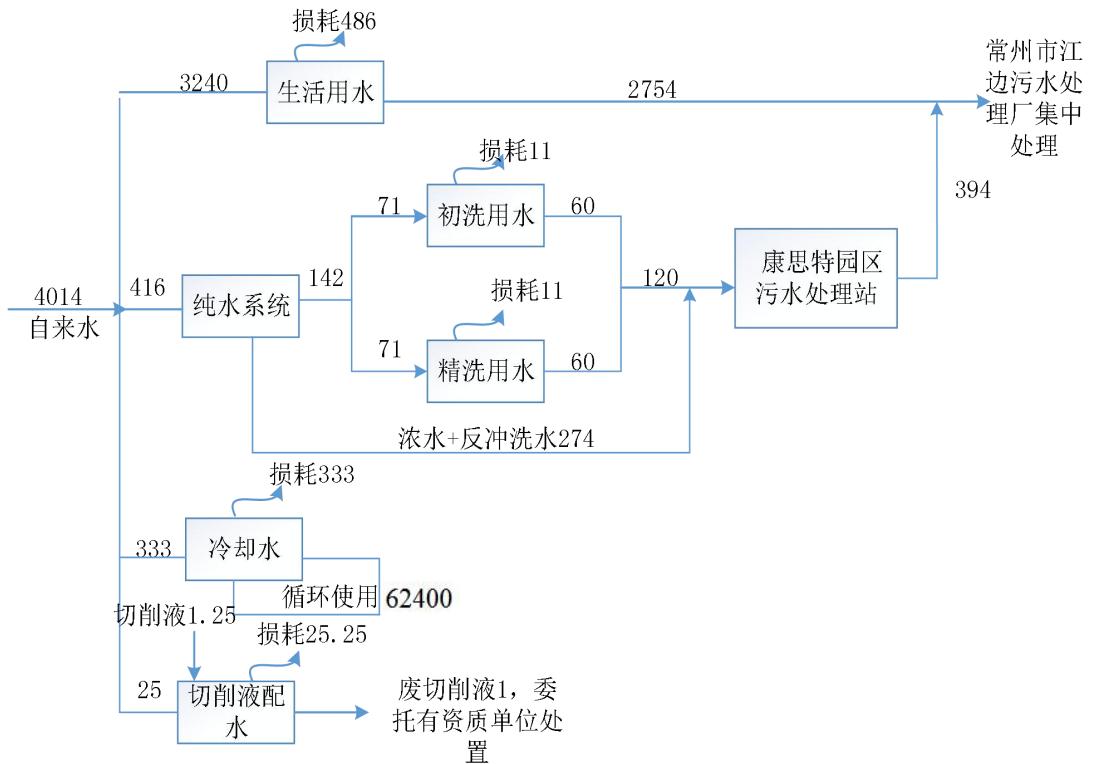 损耗486
常州市江
边污水处
理厂集中
处理
3240
生活用水
2754
损耗11
394
71
初洗用水
60
康思特园区
污水处理站
4014
自来水
416
纯水系统
142
120
损耗11
71
精洗用水
60
浓水+反冲洗水274
损耗333
333
冷却水
循环使用 62400
切削液1.25
损耗25.25
25
切削液配
水
废切削液1，委
托有资质单位处
置